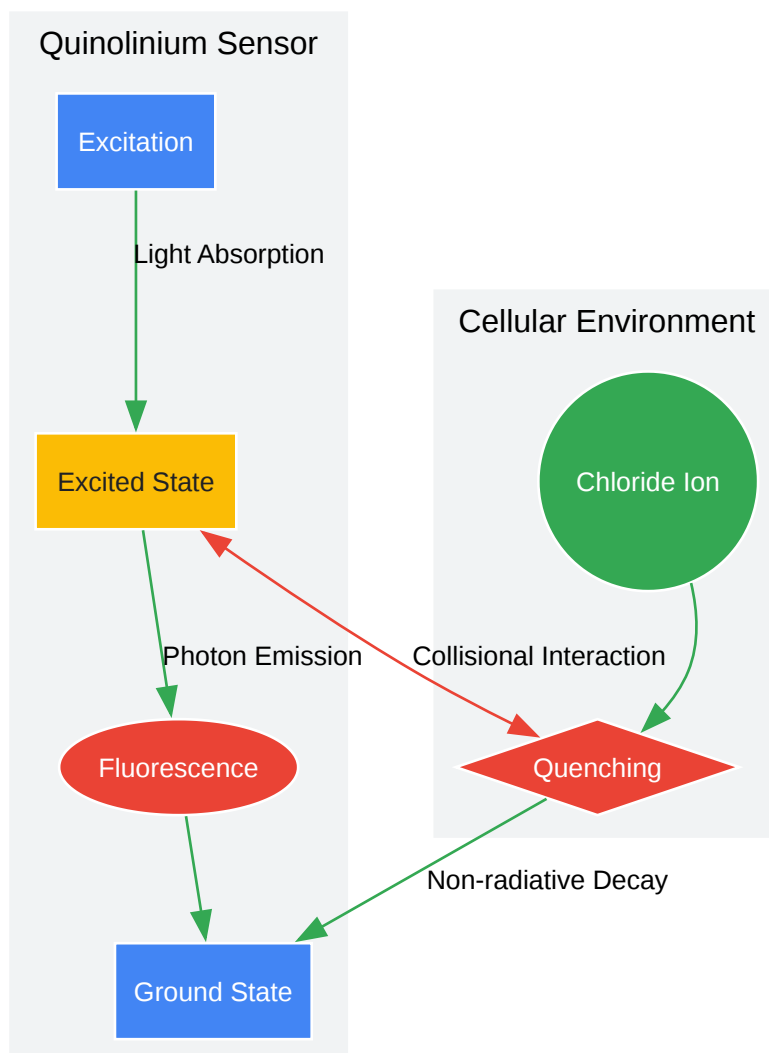 Quinolinium Sensor
Excitation
Light Absorption
Cellular Environment
Excited State
Chloride Ion
Photon Emission
Collisional Interaction
Fluorescence
Quenching
Non-radiative Decay
Ground State